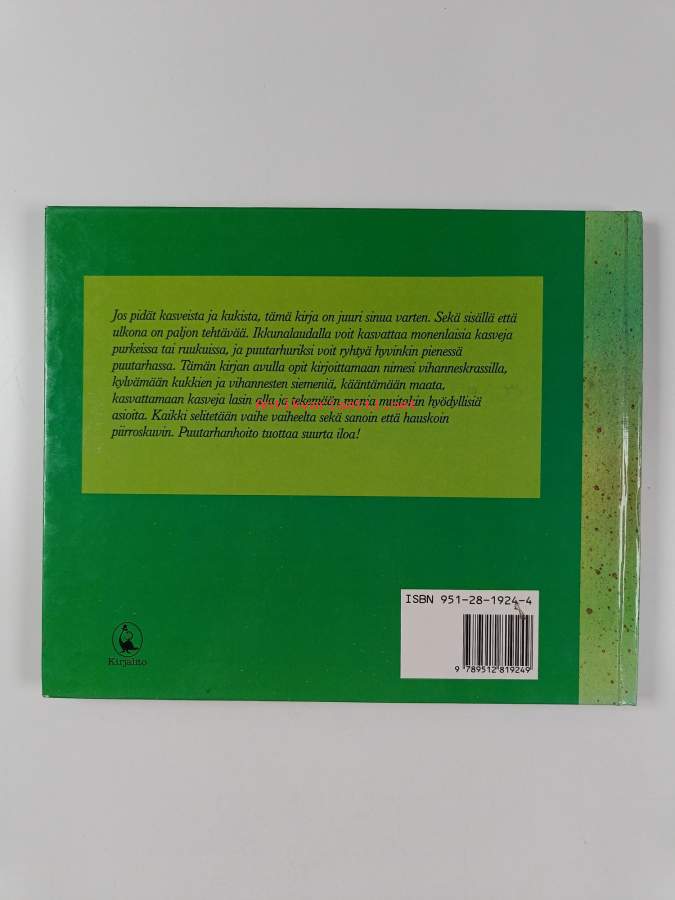 Jos pidät kasveista ja kukista, tämä kirja on juuri sinua varten. Sekä sisällä että
ulkona on paljon tehtävää. Ikkunalaudalla voit kasvattaa monenlaisia kasveja
purkeissa tai ruukuissa, ja puutarhuriksi voit ryhtyä hyvinkin pienessä
puutarhassa. Tämän kirjan avulla opit kirjoittamaan nimesi vihanneskrassilla,
kylvämään kukkien ja vihannesten siemeniä, kääntämään maata,
kasvattamaan kasveja lasin alla ja tekemään monia muitakin hyödyllisiä
asioita. Kaikki selitetään vaihe vaiheelta sekä sanoin että hauskoin
piirroskuvin. Puutarhanhoito tuottaa suurta iloa!
ISBN 951-28-1924-4
9 789512 819249
Kirjalito